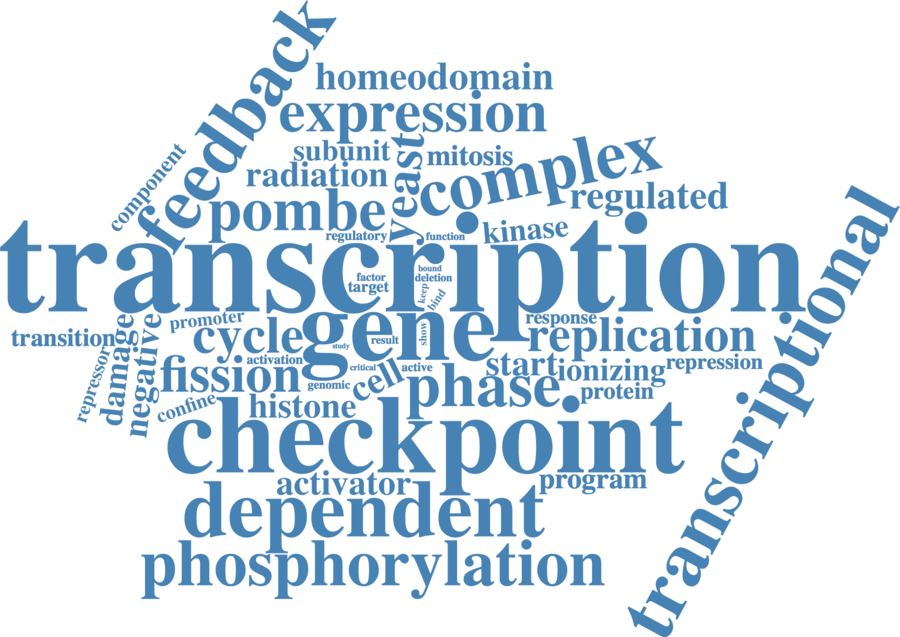 feedback
homeodomain
expression
subunit
mitosis
yeast
complex
component
radiation
regulated
pombe
regulatory
function
kinase
transcription
transcriptional
bound
factor
deletion
target
keep
bind
promoter
response
transition
cycle
gene
show
result
replication
damage
negative
repressor
study
activation
critical
active
start
ionizing
repression
fission
genomic
cell
phase
protein
confine
histone
checkpoint
activator
program
dependent
phosphorylation